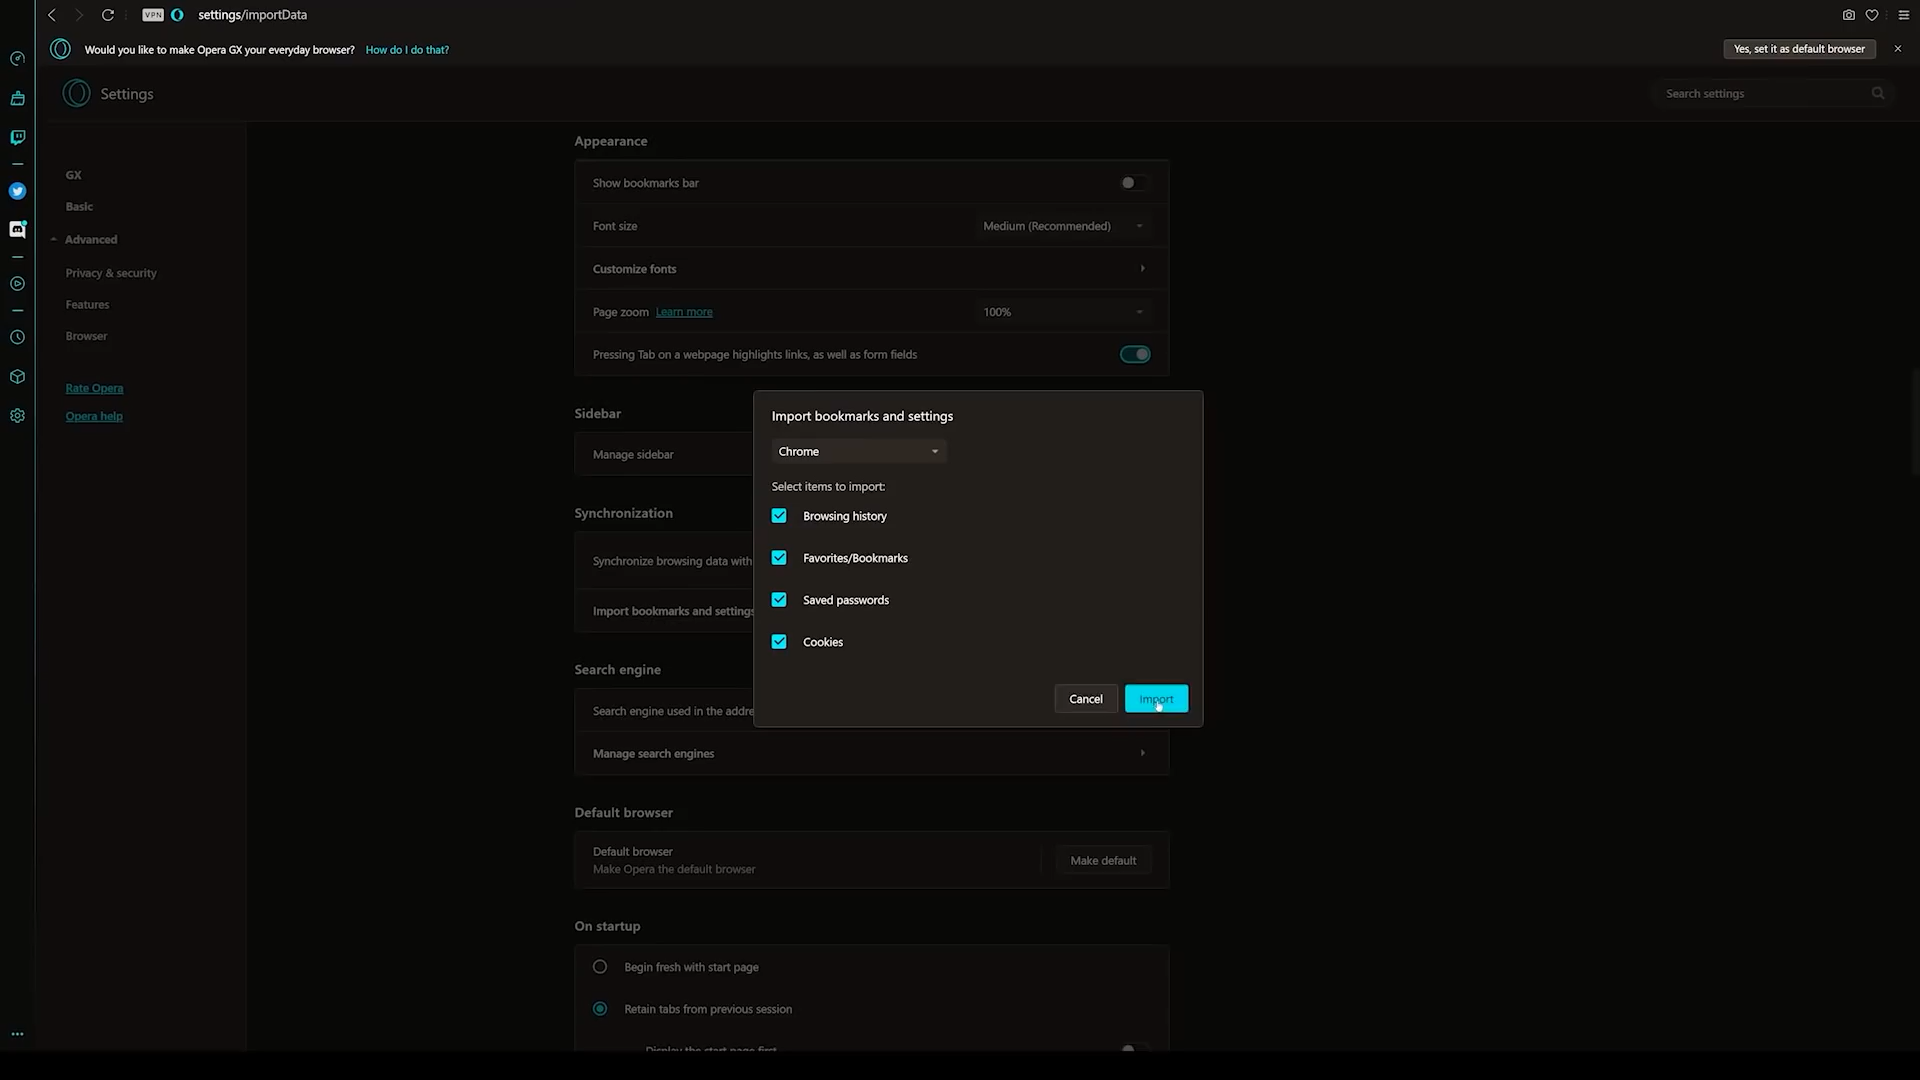 VPN settings/importData
Would you like to make Opera GX your everyday browser? How do I do that? Yes, set it as default browser
Settings
Search settings
GX
Basic
Advanced
Privacy & security
Features
Browser
Rate Opera
Opera help
Appearance
Show bookmarks bar
Font size Medium (Recommended)
Customize fonts
Page zoom Learn more 100%
Pressing Tab on a webpage highlights links, as well as form fields
Sidebar
Manage sidebar
Synchronization
Synchronize browsing data with
Import bookmarks and settings
Search engine
Search engine used in the addre
Manage search engines
Default browser
Default browser
Make Opera the default browser
Make default
On startup
Begin fresh with start page
Retain tabs from previous session
Display the start page first
Import bookmarks and settings
Chrome
Select items to import:
Browsing history
Favorites/Bookmarks
Saved passwords
Cookies
Cancel Import